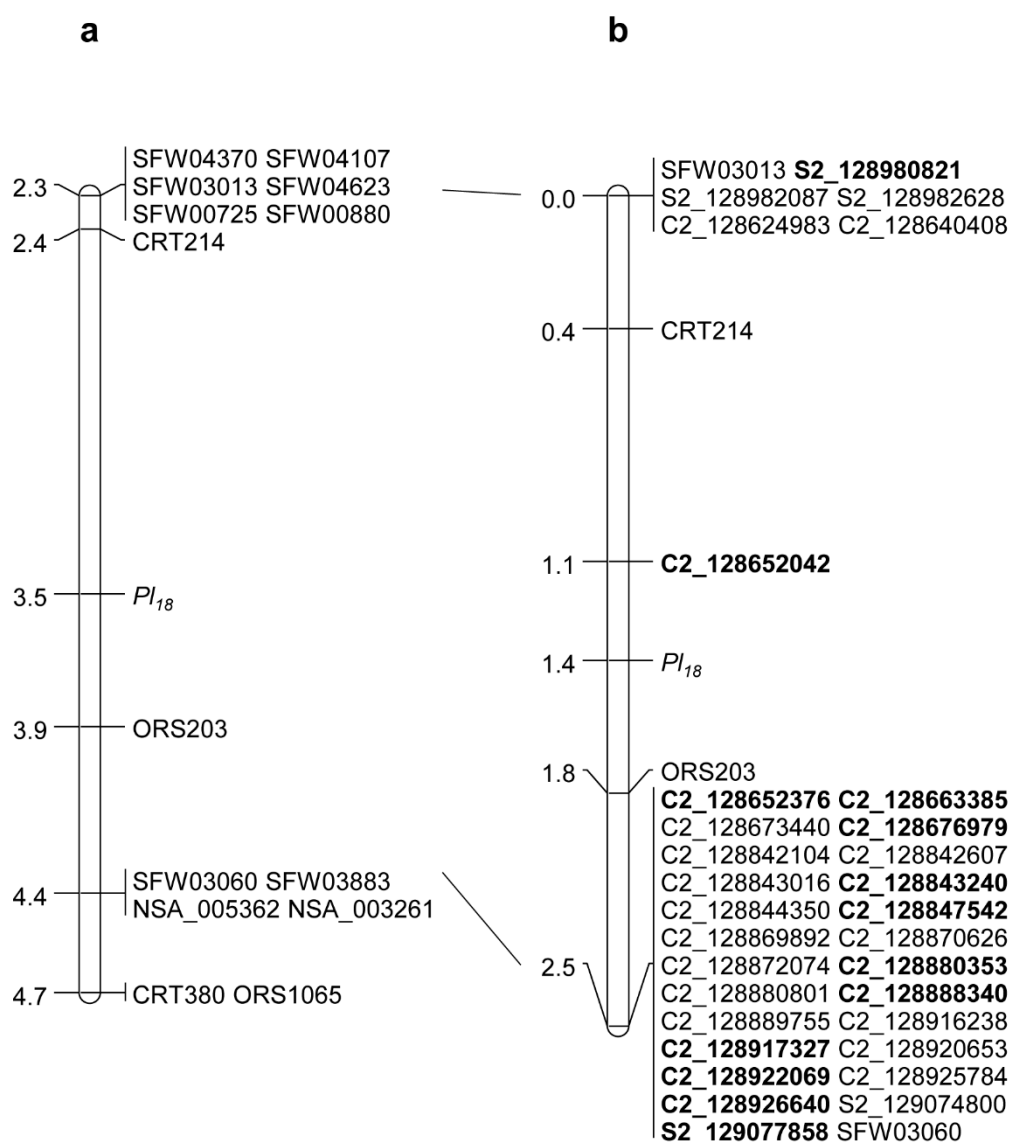 a
2.3
SFW04370 SFW04107
SFW03013 SFW04623
SFW00725 SFW00880
2.4
CRT214
3.5
Pl18
3.9
ORS203
4.4
SFW03060 SFW03883
NSA_005362 NSA_003261
4.7
CRT380 ORS1065
b
0.0
SFW03013 S2_128980821
S2_128982087 S2_128982628
C2_128624983 C2_128640408
0.4
CRT214
1.1
C2_128652042
1.4
Pl18
1.8
ORS203
2.5
C2_128652376 C2_128663385
C2_128673440 C2_128676979
C2_128842104 C2_128842607
C2_128843016 C2_128843240
C2_128844350 C2_128847542
C2_128869892 C2_128870626
C2_128872074 C2_128880353
C2_128880801 C2_128888340
C2_128889755 C2_128916238
C2_128917327 C2_128920653
C2_128922069 C2_128925784
C2_128926640 S2_129074800
S2_129077858 SFW03060